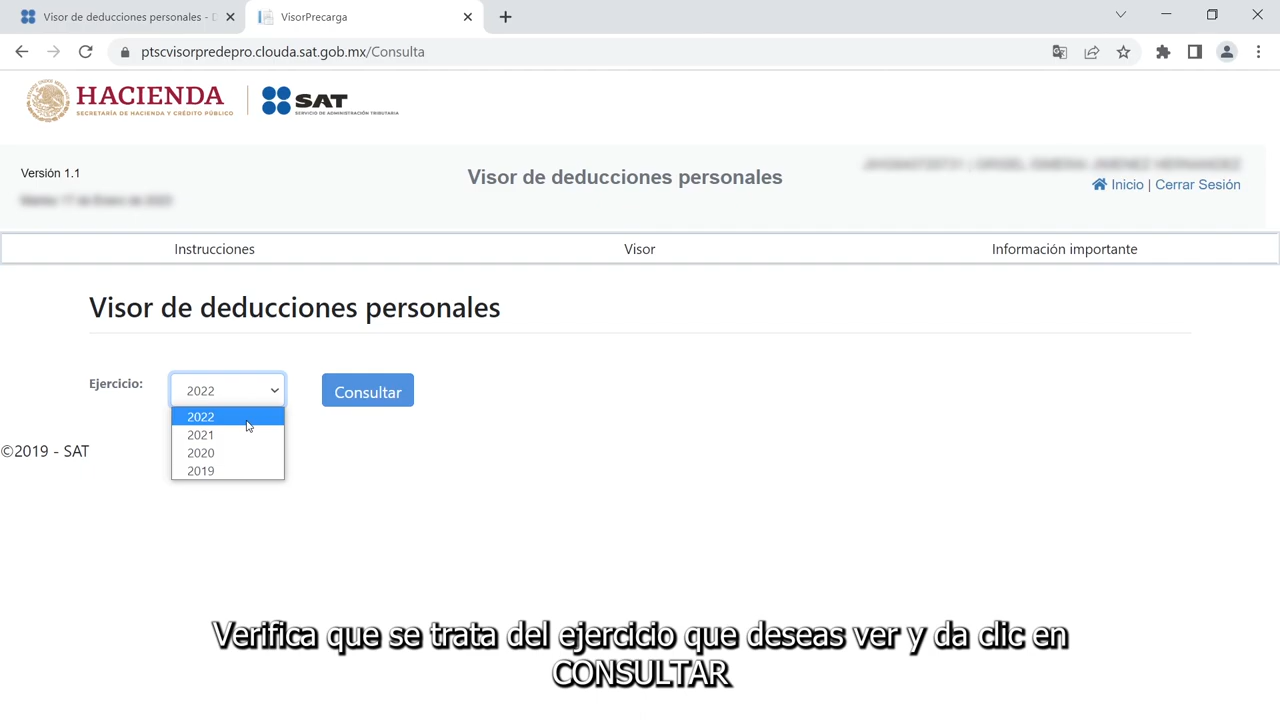 Visor de deducciones personales - D
VisorPrecarga
ptscvisorpredepro.clouda.sat.gob.mx/Consulta
HACIENDA
SECRETARÍA DE HACIENDA Y CRÉDITO PÚBLICO
SAT
SERVICIO DE ADMINISTRACIÓN TRIBUTARIA
Versión 1.1
Visor de deducciones personales
Inicio | Cerrar Sesión
Instrucciones
Visor
Información importante
Visor de deducciones personales
Ejercicio:
2022
Consultar
2022
2021
2020
2019
©2019 - SAT
Verifica que se trata del ejercicio que deseas ver y da clic en
CONSULTAR